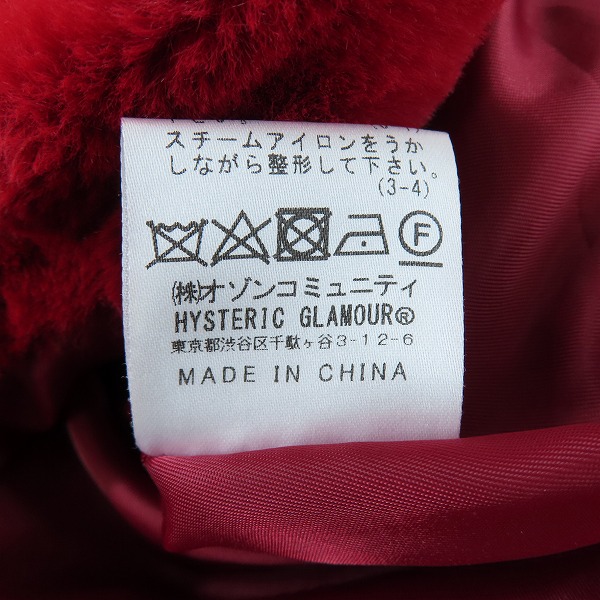 スチームアイロンをうか
しながら整形して下さい。
(3-4)
F
㈱オゾンコミュニティ
HYSTERIC GLAMOUR®
東京都渋谷区千駄ヶ谷3-12-6
MADE IN CHINA